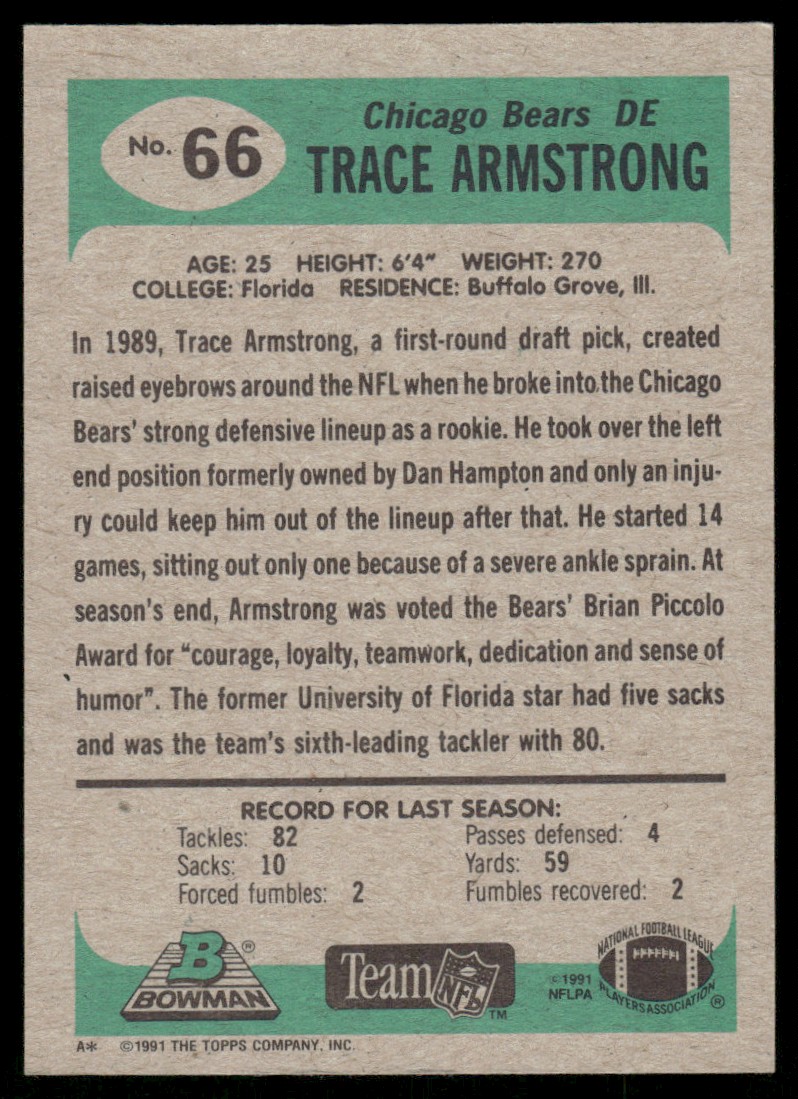 No. 66
Chicago Bears DE
TRACE ARMSTRONG
AGE: 25 HEIGHT: 6'4" WEIGHT: 270
COLLEGE: Florida RESIDENCE: Buffalo Grove, Ill.
In 1989, Trace Armstrong, a first-round draft pick, created
raised eyebrows around the NFL when he broke into the Chicago
Bears' strong defensive lineup as a rookie. He took over the left
end position formerly owned by Dan Hampton and only an inju-
ry could keep him out of the lineup after that. He started 14
games, sitting out only one because of a severe ankle sprain. At
season's end, Armstrong was voted the Bears' Brian Piccolo
Award for "courage, loyalty, teamwork, dedication and sense of
humor". The former University of Florida star had five sacks
and was the team's sixth-leading tackler with 80.
RECORD FOR LAST SEASON:
Tackles: 82 Passes defensed: 4
Sacks: 10 Yards: 59
Forced fumbles: 2 Fumbles recovered: 2
B ®
BOWMAN
Team NFL ™
©1991
NFLPA
NATIONAL FOOTBALL LEAGUE
PLAYERS ASSOCIATION ®
A* ©1991 THE TOPPS COMPANY, INC.